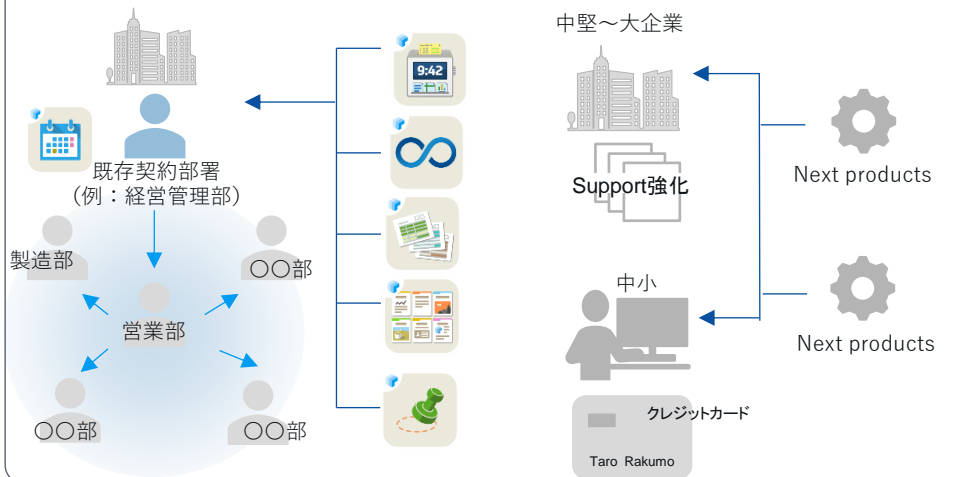 9:42
既存契約部署
(例：経営管理部)
製造部
〇〇部
営業部
〇〇部
〇〇部
中堅～大企業
Support強化
Next products
中小
Next products
クレジットカード
Taro Rakumo